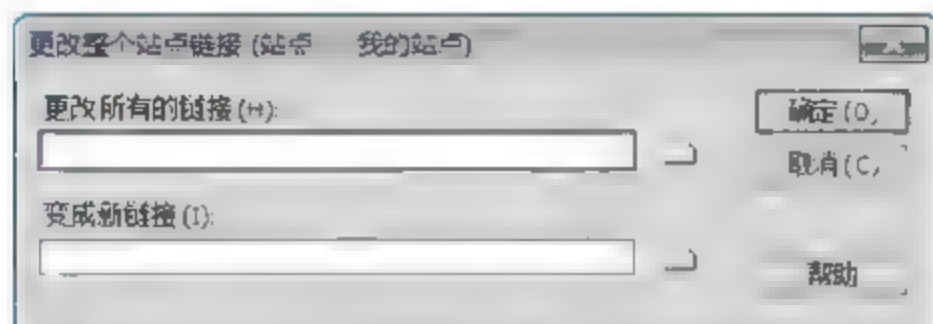 更改整个站点链接 (站点 我的站点)
更改所有的链接(H):
确定(O)
取消(C)
变成新链接(I):
帮助